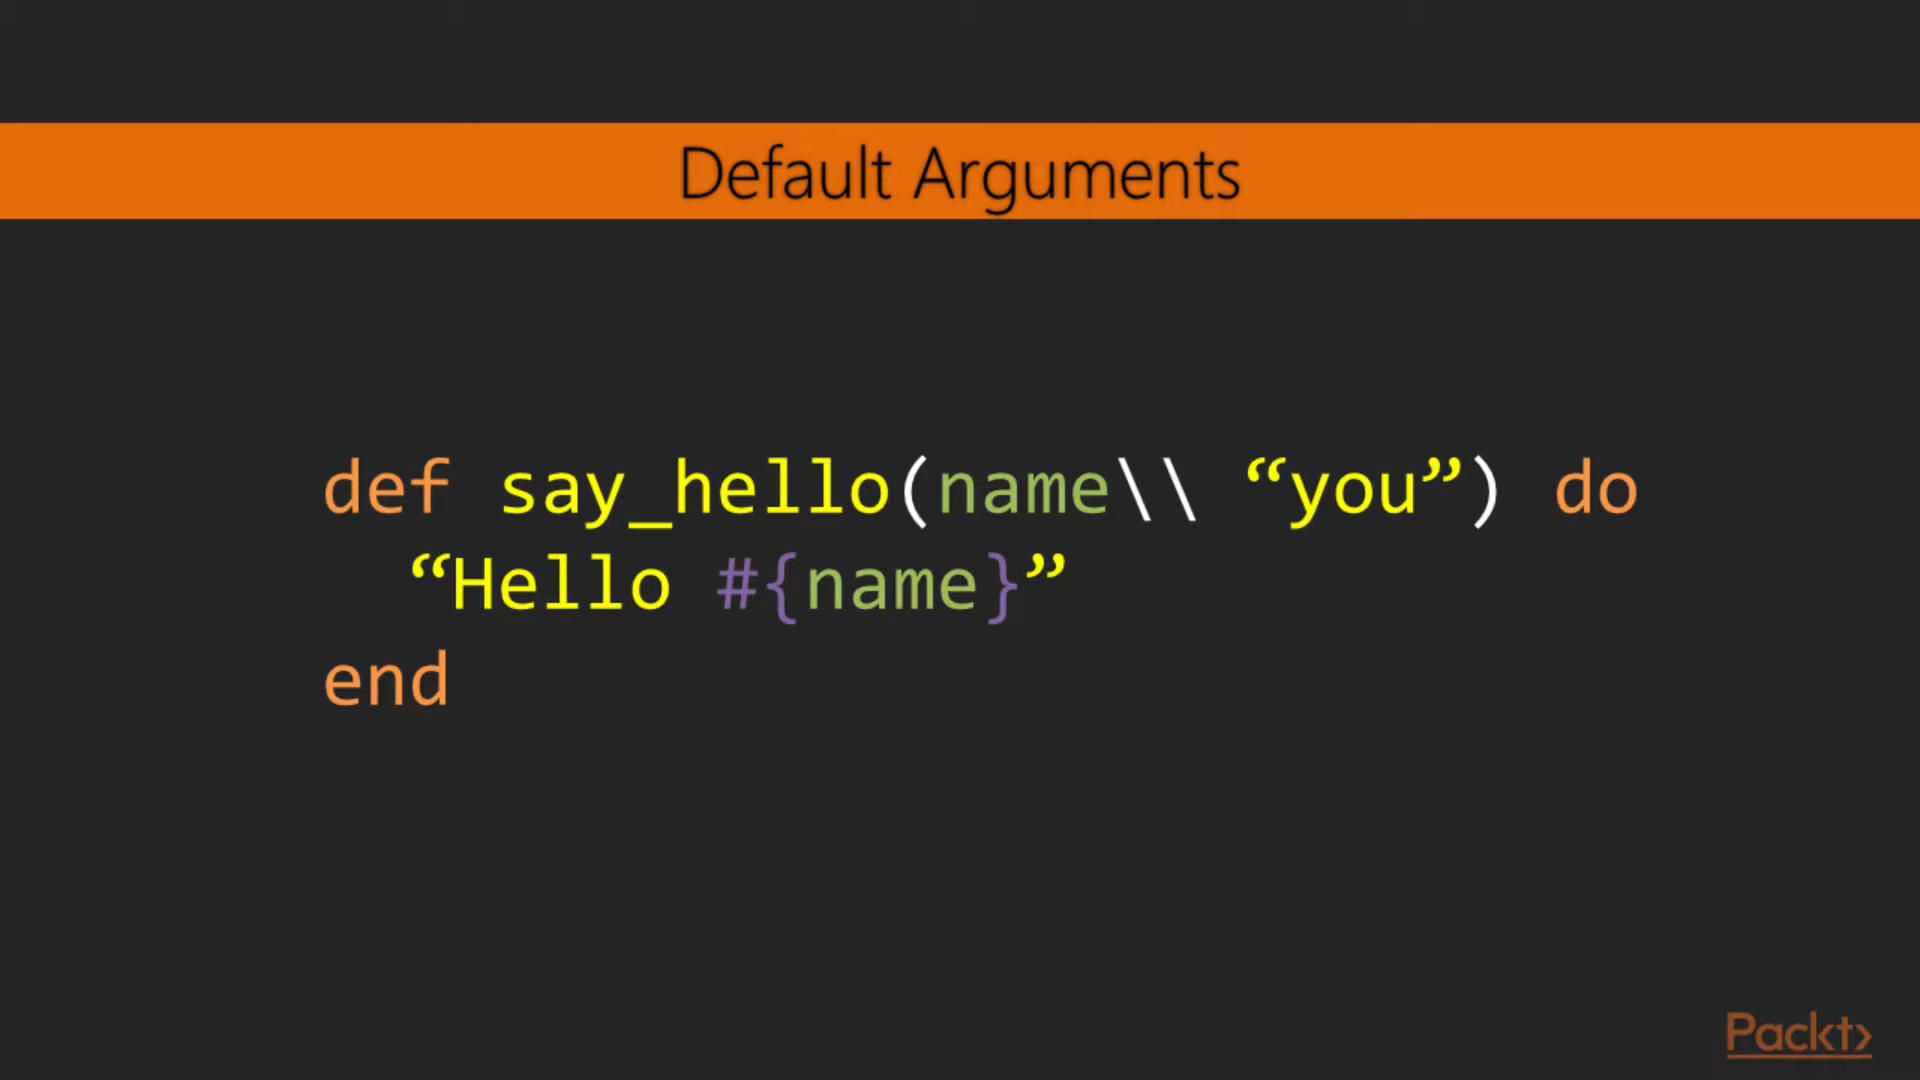 Default Arguments
def say_hello(name\\ “you”) do
“Hello #{name}”
end
Packt>